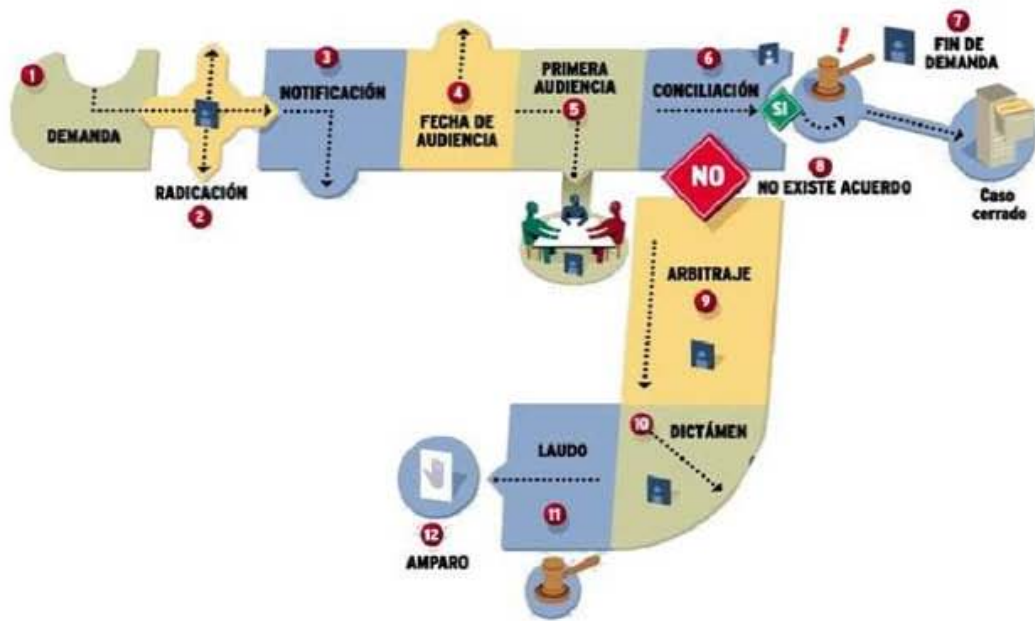 1
DEMANDA
RADICACIÓN
2
3
NOTIFICACIÓN
4
FECHA DE
AUDIENCIA
PRIMERA
AUDIENCIA
5
6
CONCILIACIÓN
SI
7
FIN DE
DEMANDA
Caso
cerrado
8
NO EXISTE ACUERDO
NO
ARBITRAJE
9
10
DICTÁMEN
LAUDO
11
12
AMPARO